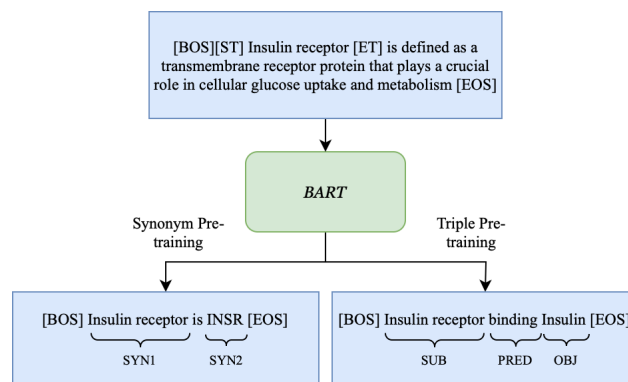 [BOS][ST] Insulin receptor [ET] is defined as a
transmembrane receptor protein that plays a crucial
role in cellular glucose uptake and metabolism [EOS]
BART
Synonym Pre-
training
Triple Pre-
training
[BOS] Insulin receptor is INSR [EOS]
SYN1 SYN2
[BOS] Insulin receptor binding Insulin [EOS]
SUB PRED OBJ